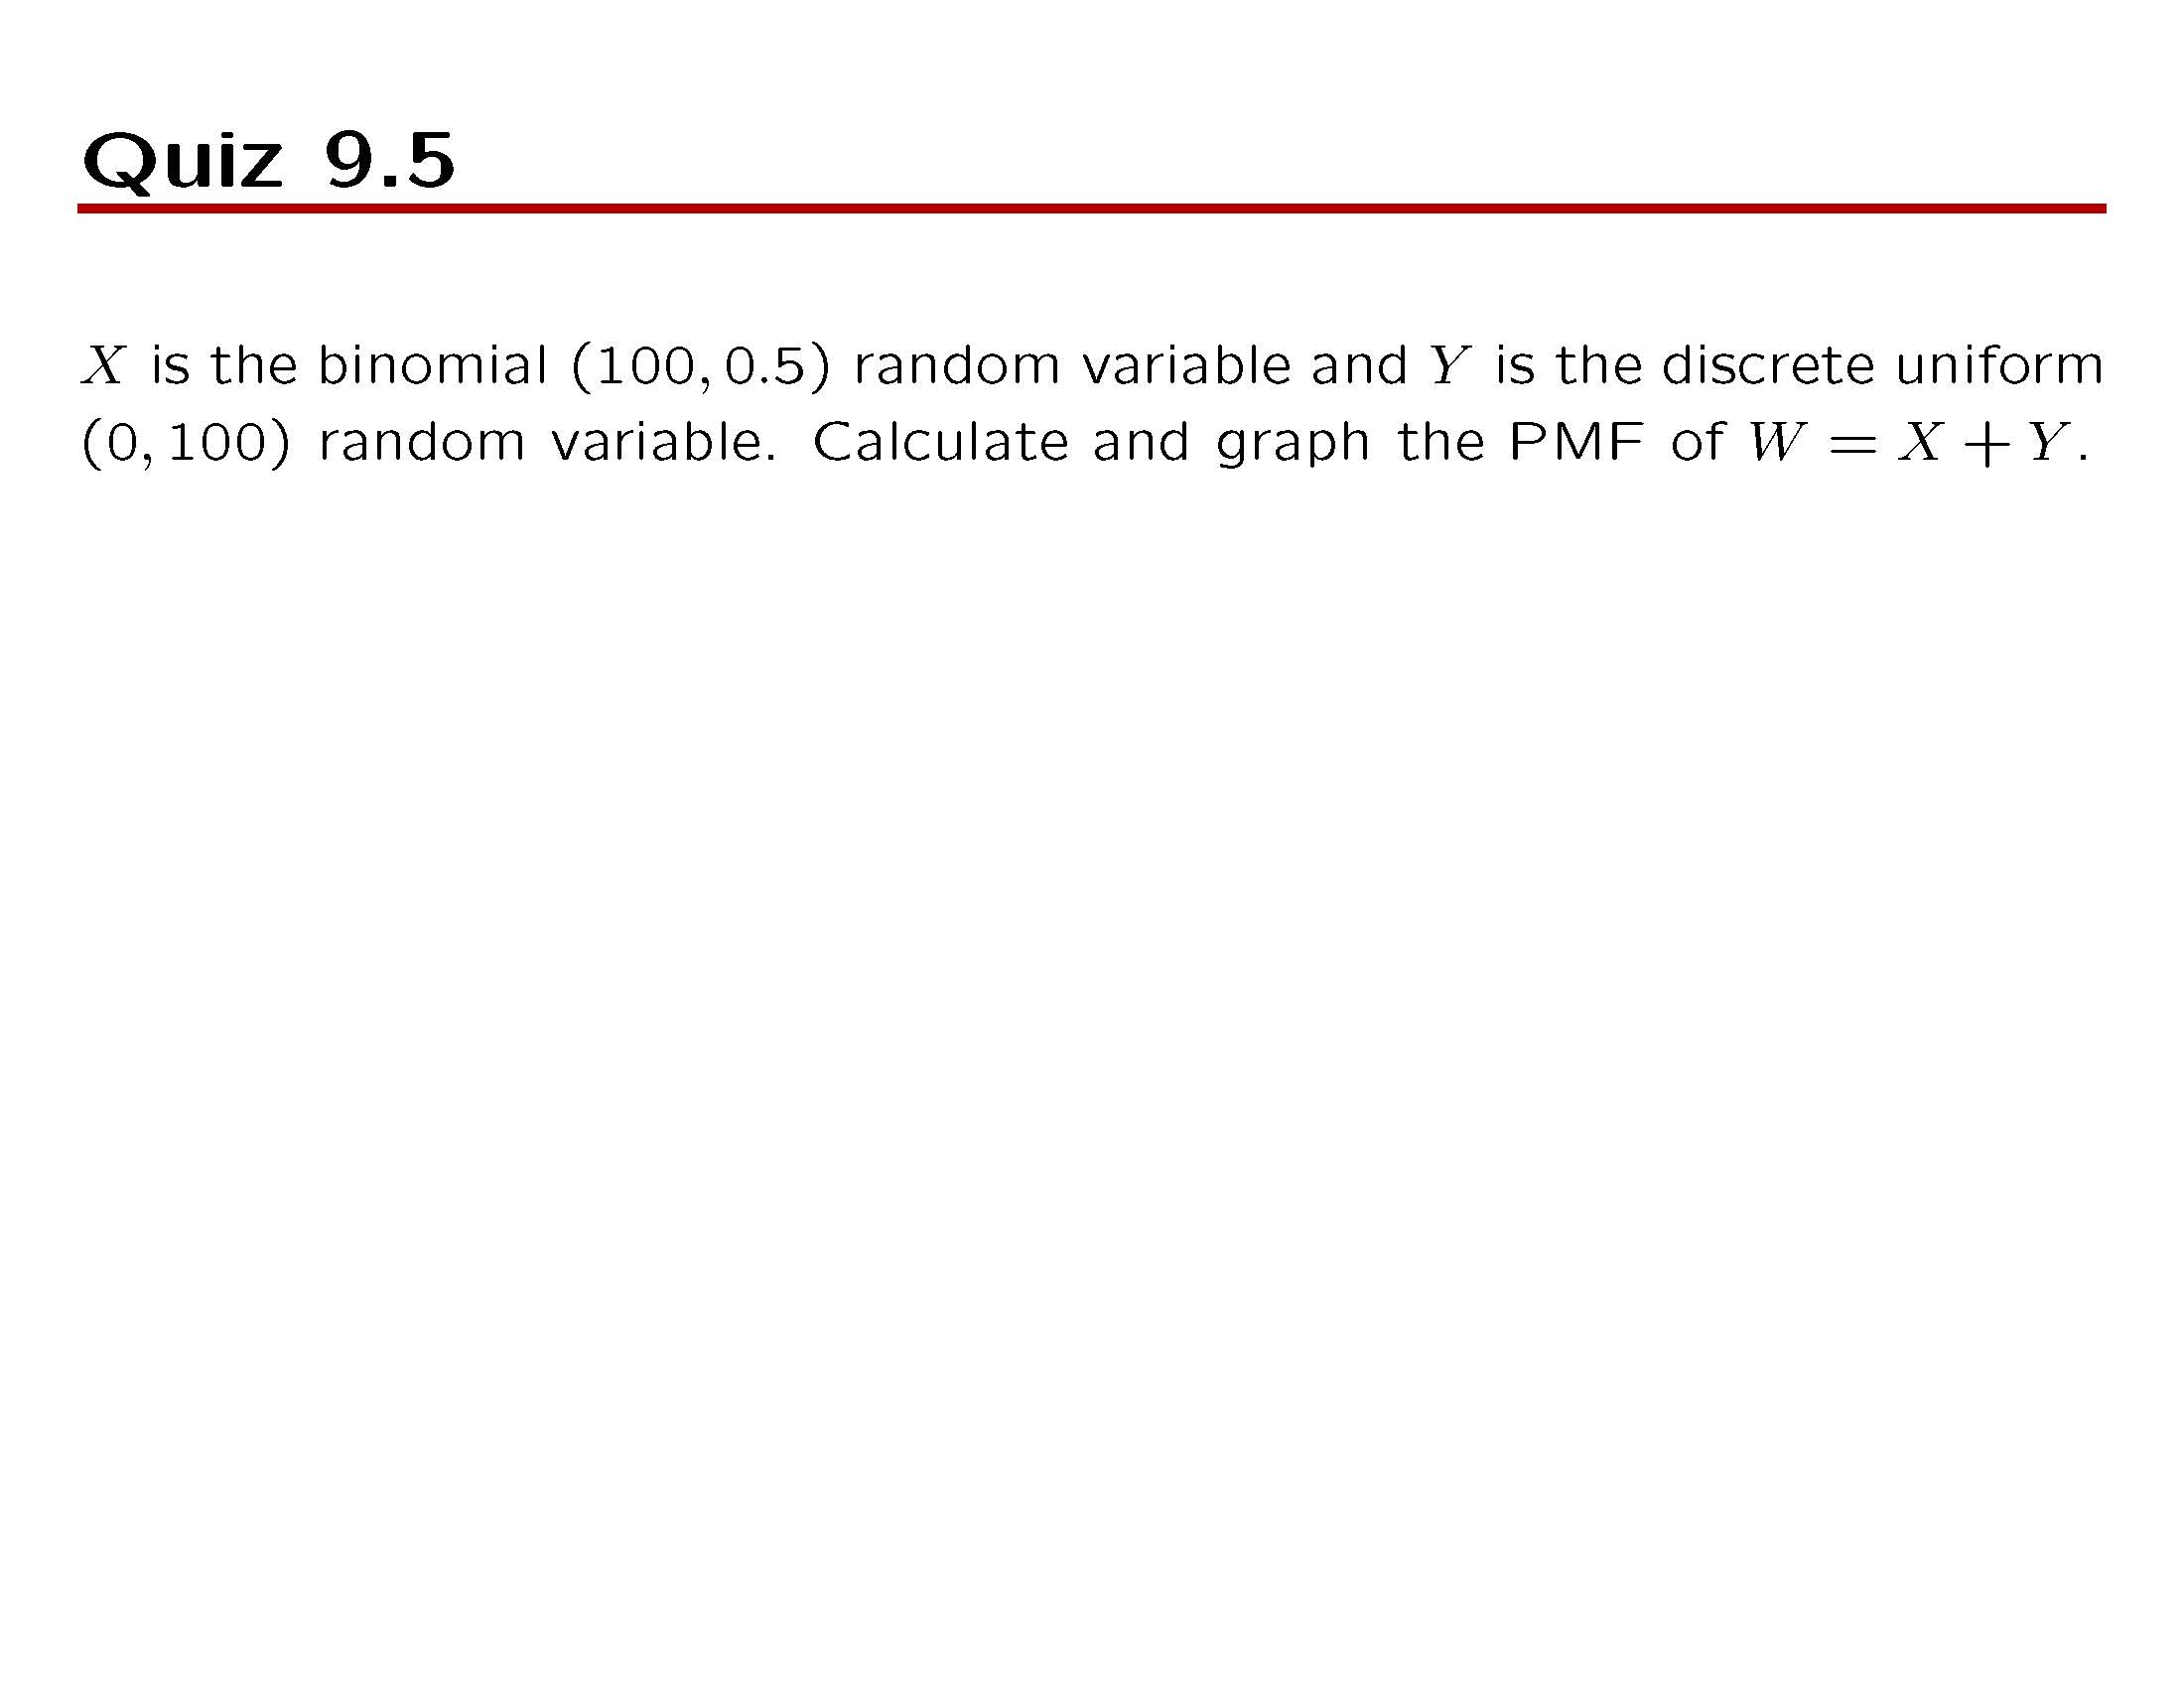 Quiz 9.5
X is the binomial (100, 0.5) random variable and Y is the discrete uniform
(0, 100) random variable. Calculate and graph the PMF of W = X + Y.